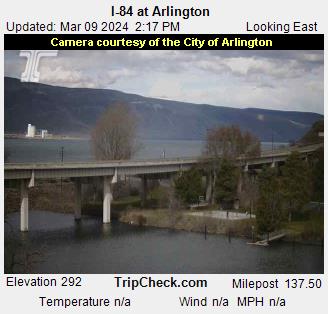 I-84 at Arlington
Updated: Mar 09 2024 2:17 PM Looking East
Camera courtesy of the City of Arlington
Elevation 292 TripCheck.com Milepost 137.50
Temperature n/a Wind n/a MPH n/a